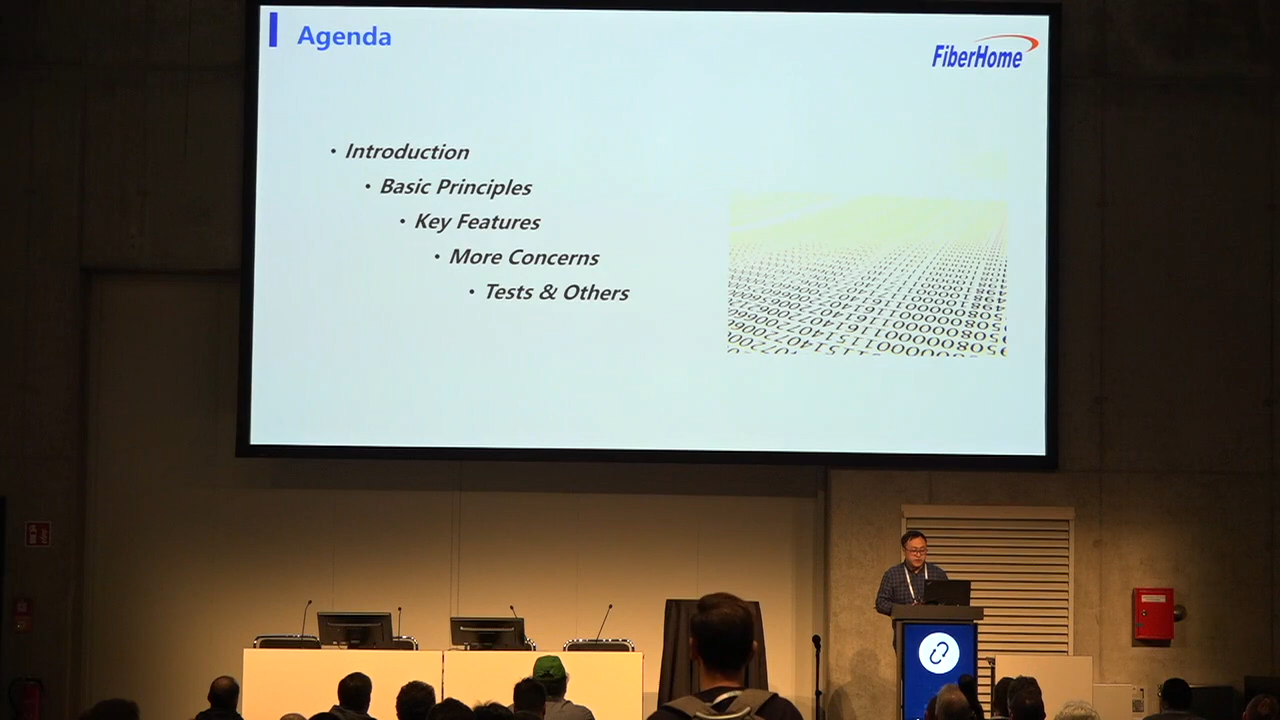 Agenda
FiberHome
• Introduction
• Basic Principles
• Key Features
• More Concerns
• Tests & Others